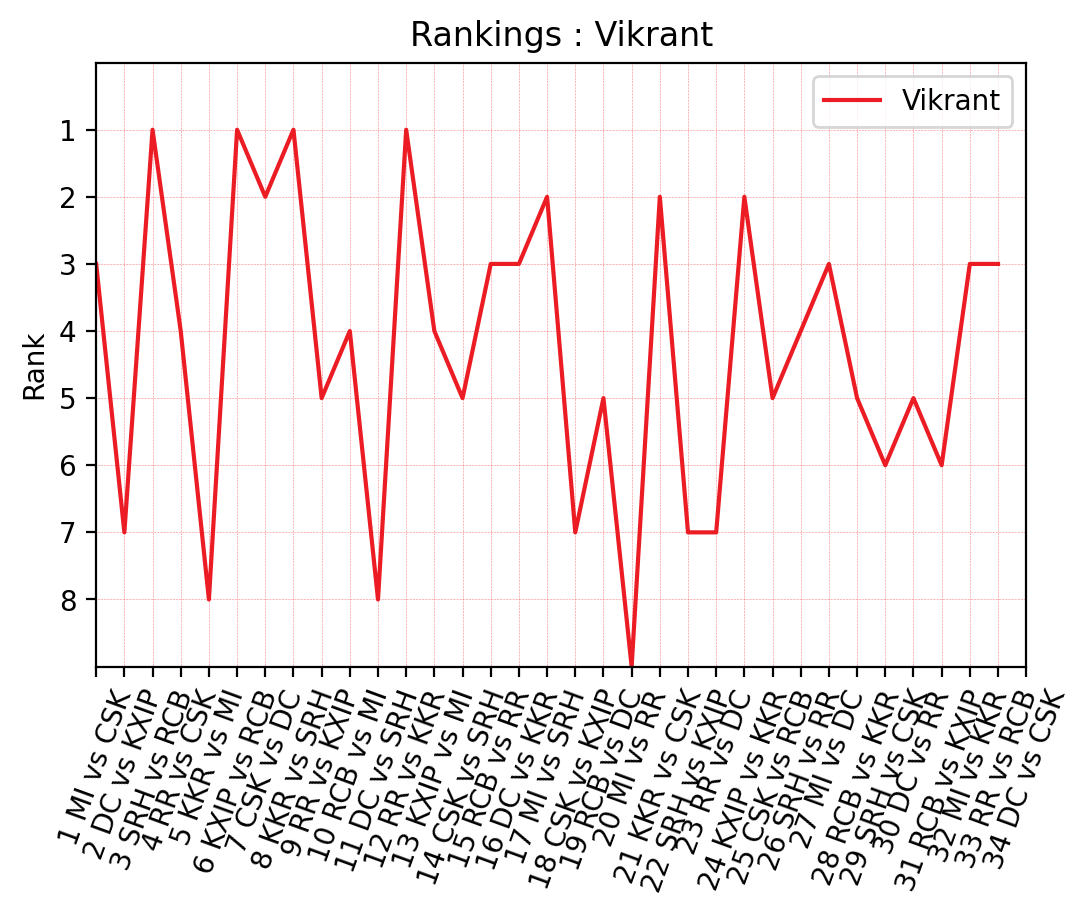 Rankings : Vikrant
Vikrant
Rank
1
2
3
4
5
6
7
8
1 MI vs CSK
2 DC vs KXIP
3 SRH vs RCB
4 RR vs CSK
5 KKR vs MI
6 KXIP vs RCB
7 CSK vs DC
8 KKR vs SRH
9 RR vs KXIP
10 RCB vs MI
11 DC vs SRH
12 RR vs KKR
13 KXIP vs MI
14 CSK vs SRH
15 RCB vs RR
16 DC vs KKR
17 MI vs SRH
18 CSK vs KXIP
19 RCB vs DC
20 MI vs RR
21 KKR vs CSK
22 SRH vs KXIP
23 RR vs DC
24 KXIP vs KKR
25 CSK vs RCB
26 SRH vs RR
27 MI vs DC
28 RCB vs KKR
29 SRH vs CSK
30 DC vs RR
31 RCB vs KXIP
32 MI vs KKR
33 RR vs RCB
34 DC vs CSK